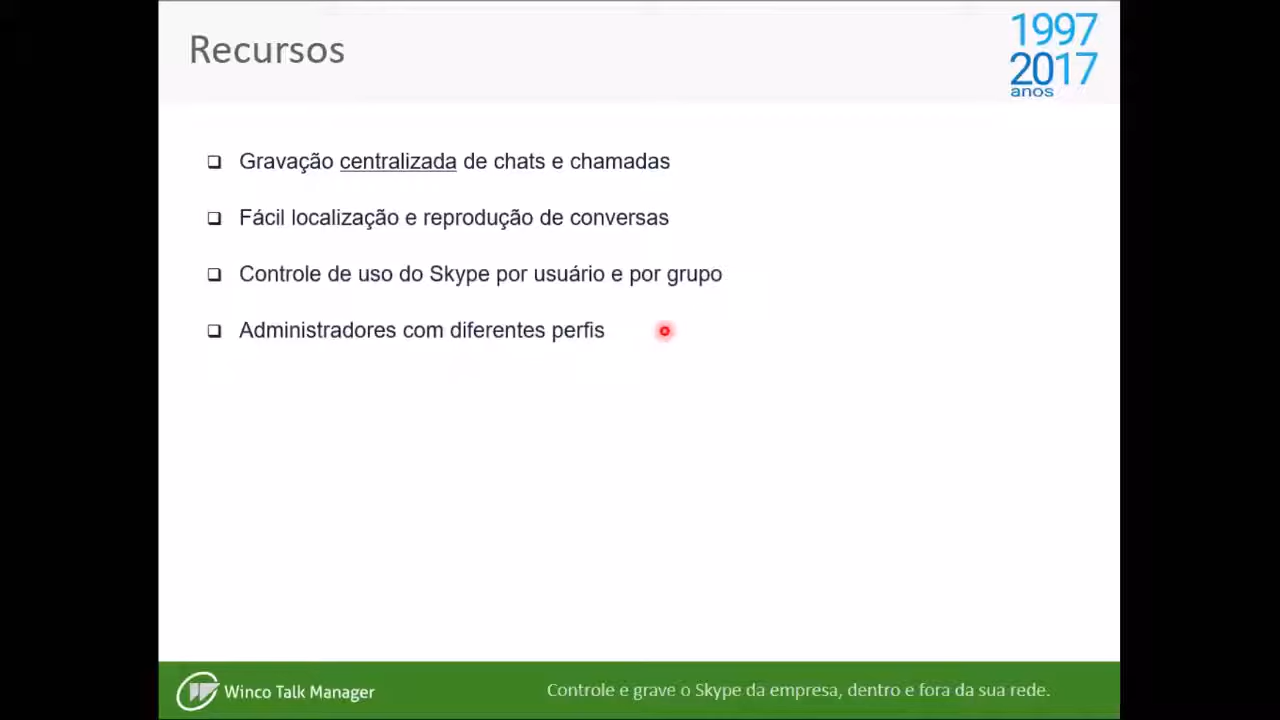 Recursos
1997
2017
anos
Gravação centralizada de chats e chamadas
Fácil localização e reprodução de conversas
Controle de uso do Skype por usuário e por grupo
Administradores com diferentes perfis
Winco Talk Manager
Controle e grave o Skype da empresa, dentro e fora da sua rede.